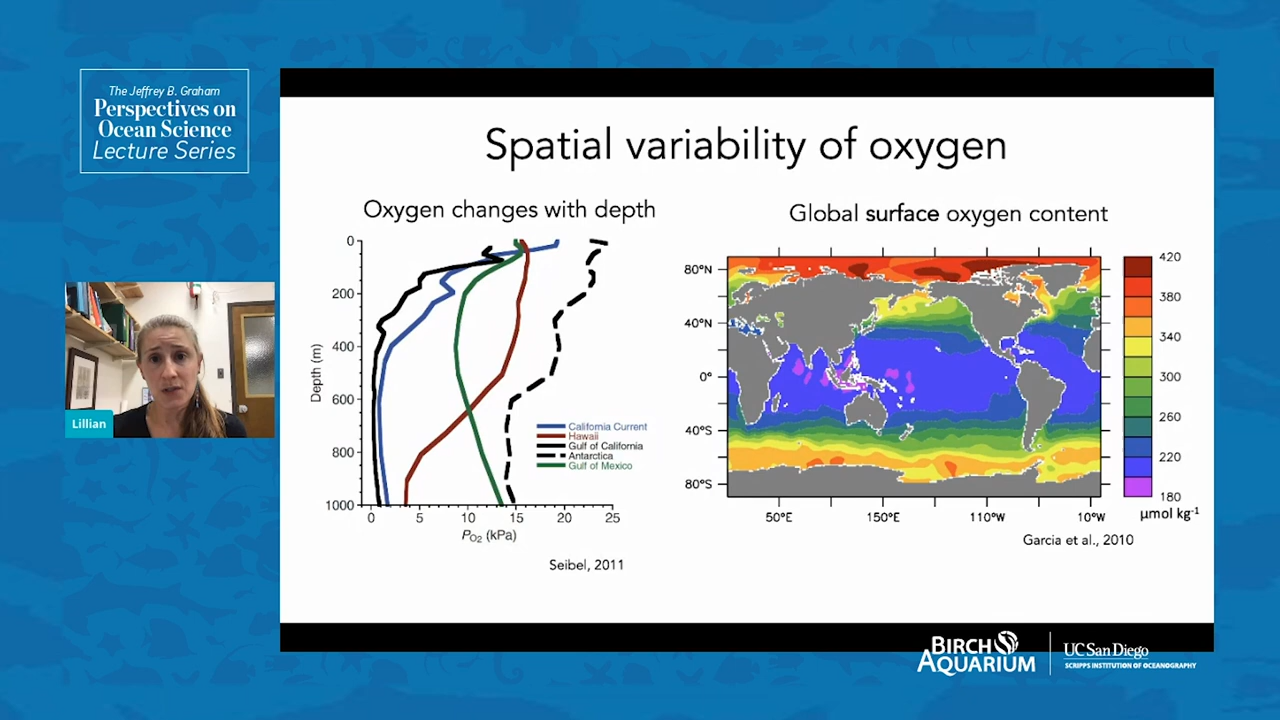 The Jeffrey B. Graham
Perspectives on
Ocean Science
Lecture Series
Lillian
Spatial variability of oxygen
Oxygen changes with depth
0
200
400
600
800
1000
Depth (m)
0 5 10 15 20 25
PO2 (kPa)
California Current
Hawaii
Gulf of California
Antarctica
Gulf of Mexico
Seibel, 2011
Global surface oxygen content
80°N
40°N
0°
40°S
80°S
50°E 150°E 110°W 10°W
420
380
340
300
260
220
180
μmol kg-1
Garcia et al., 2010
BIRCH
AQUARIUM
UC San Diego
SCRIPPS INSTITUTION OF OCEANOGRAPHY